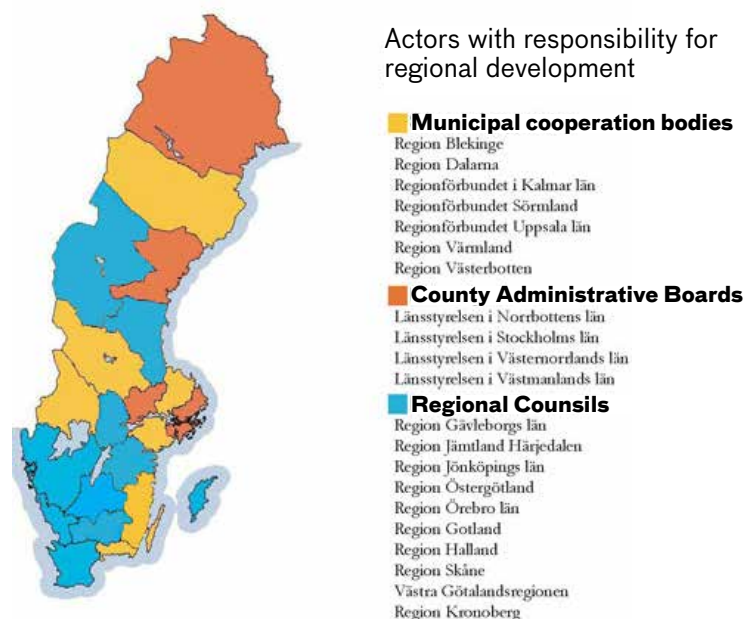 Actors with responsibility for
regional development
Municipal cooperation bodies
Region Blekinge
Region Dalarna
Regionförbundet i Kalmar län
Regionförbundet Sörmland
Regionförbundet Uppsala län
Region Värmland
Region Västerbotten
County Administrative Boards
Länsstyrelsen i Norrbottens län
Länsstyrelsen i Stockholms län
Länsstyrelsen i Västernorrlands län
Länsstyrelsen i Västmanlands län
Regional Counsils
Region Gävleborgs län
Region Jämtland Härjedalen
Region Jönköpings län
Region Östergötland
Region Örebro län
Region Gotland
Region Halland
Region Skåne
Västra Götalandsregionen
Region Kronoberg